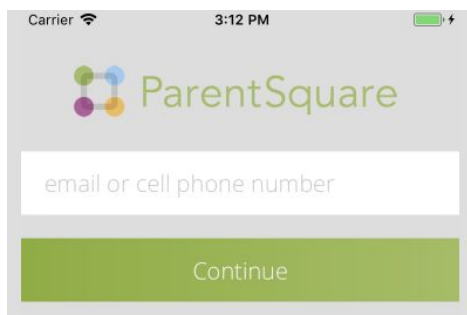 Carrier 3:12 PM
ParentSquare
email or cell phone number
Continue